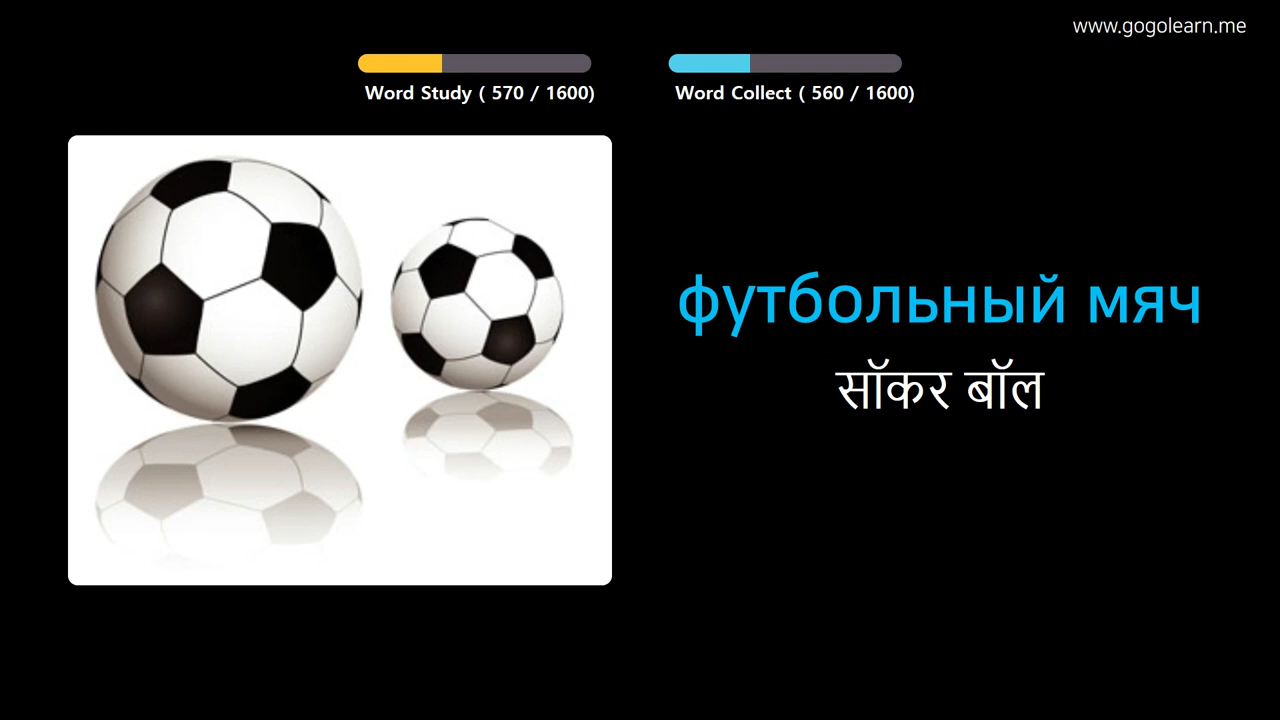 www.gogolearn.me
Word Study ( 570 / 1600)
Word Collect ( 560 / 1600)
футбольный мяч
सॉकर बॉल